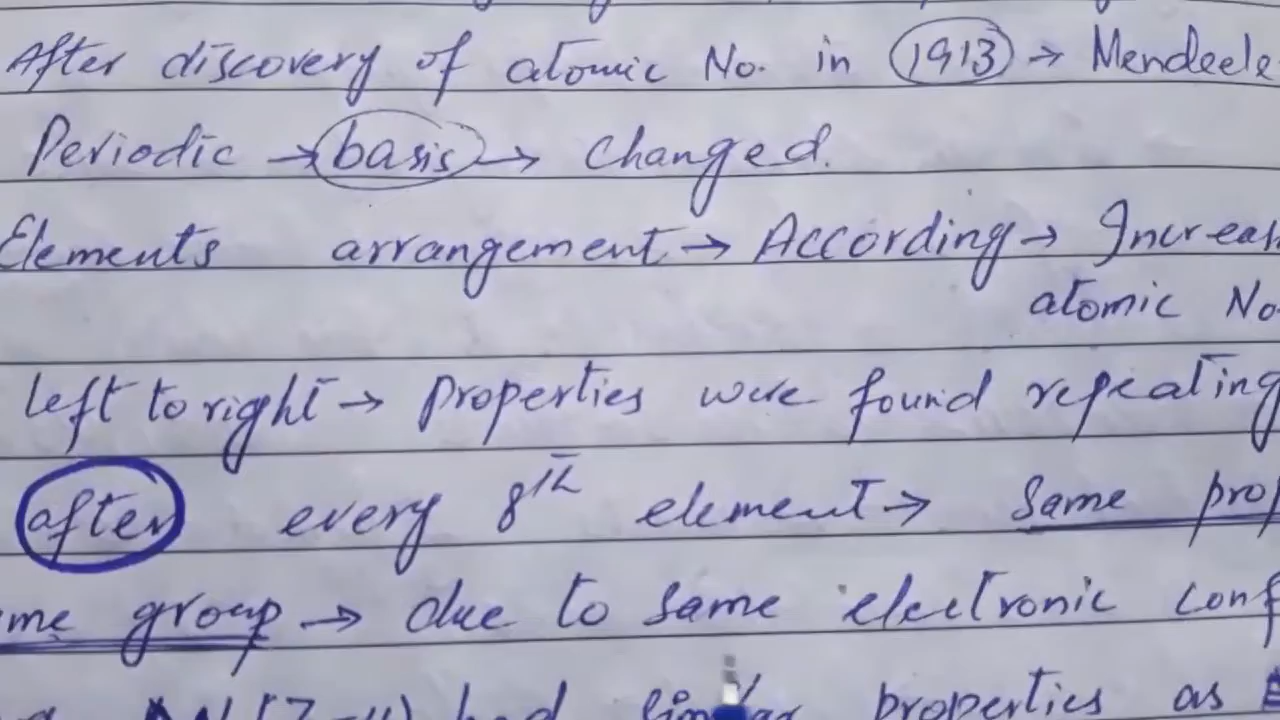 After discovery of atomic No. in 1913 → Mendeele
Periodic → basis → Changed.
Elements arrangement → According → Increas
atomic No.
left to right → Properties were found repeating
after every 8th element → Same prop
me group → due to same electronic conf
had similar properties as